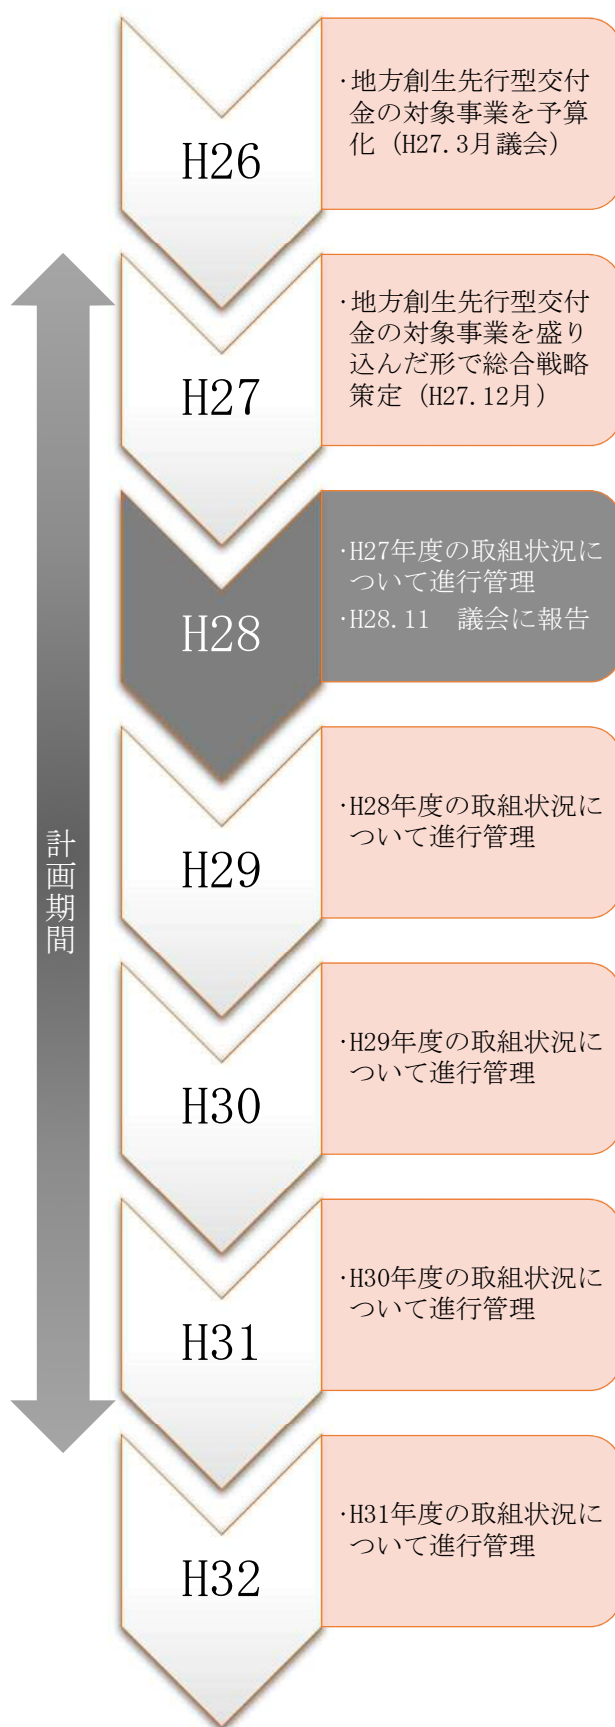 計画期間
H26
・地方創生先行型交付
金の対象事業を予算
化（H27.3月議会）
H27
・地方創生先行型交付
金の対象事業を盛り
込んだ形で総合戦略
策定（H27.12月）
H28
・H27年度の取組状況に
ついて進行管理
・H28.11　議会に報告
H29
・H28年度の取組状況に
ついて進行管理
H30
・H29年度の取組状況に
ついて進行管理
H31
・H30年度の取組状況に
ついて進行管理
H32
・H31年度の取組状況に
ついて進行管理